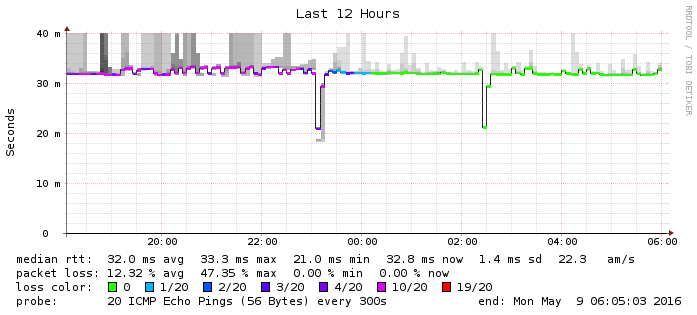 Last 12 Hours
RRDTOOL / TOBI OETIKER
Seconds
40 m
30 m
20 m
10 m
0
20:00 22:00 00:00 02:00 04:00 06:00
median rtt: 32.0 ms avg 33.3 ms max 21.0 ms min 32.8 ms now 1.4 ms sd 22.3 am/s
packet loss: 12.32 % avg 47.35 % max 0.00 % min 0.00 % now
loss color: 0 1/20 2/20 3/20 4/20 10/20 19/20
probe: 20 ICMP Echo Pings (56 Bytes) every 300s end: Mon May 9 06:05:03 2016